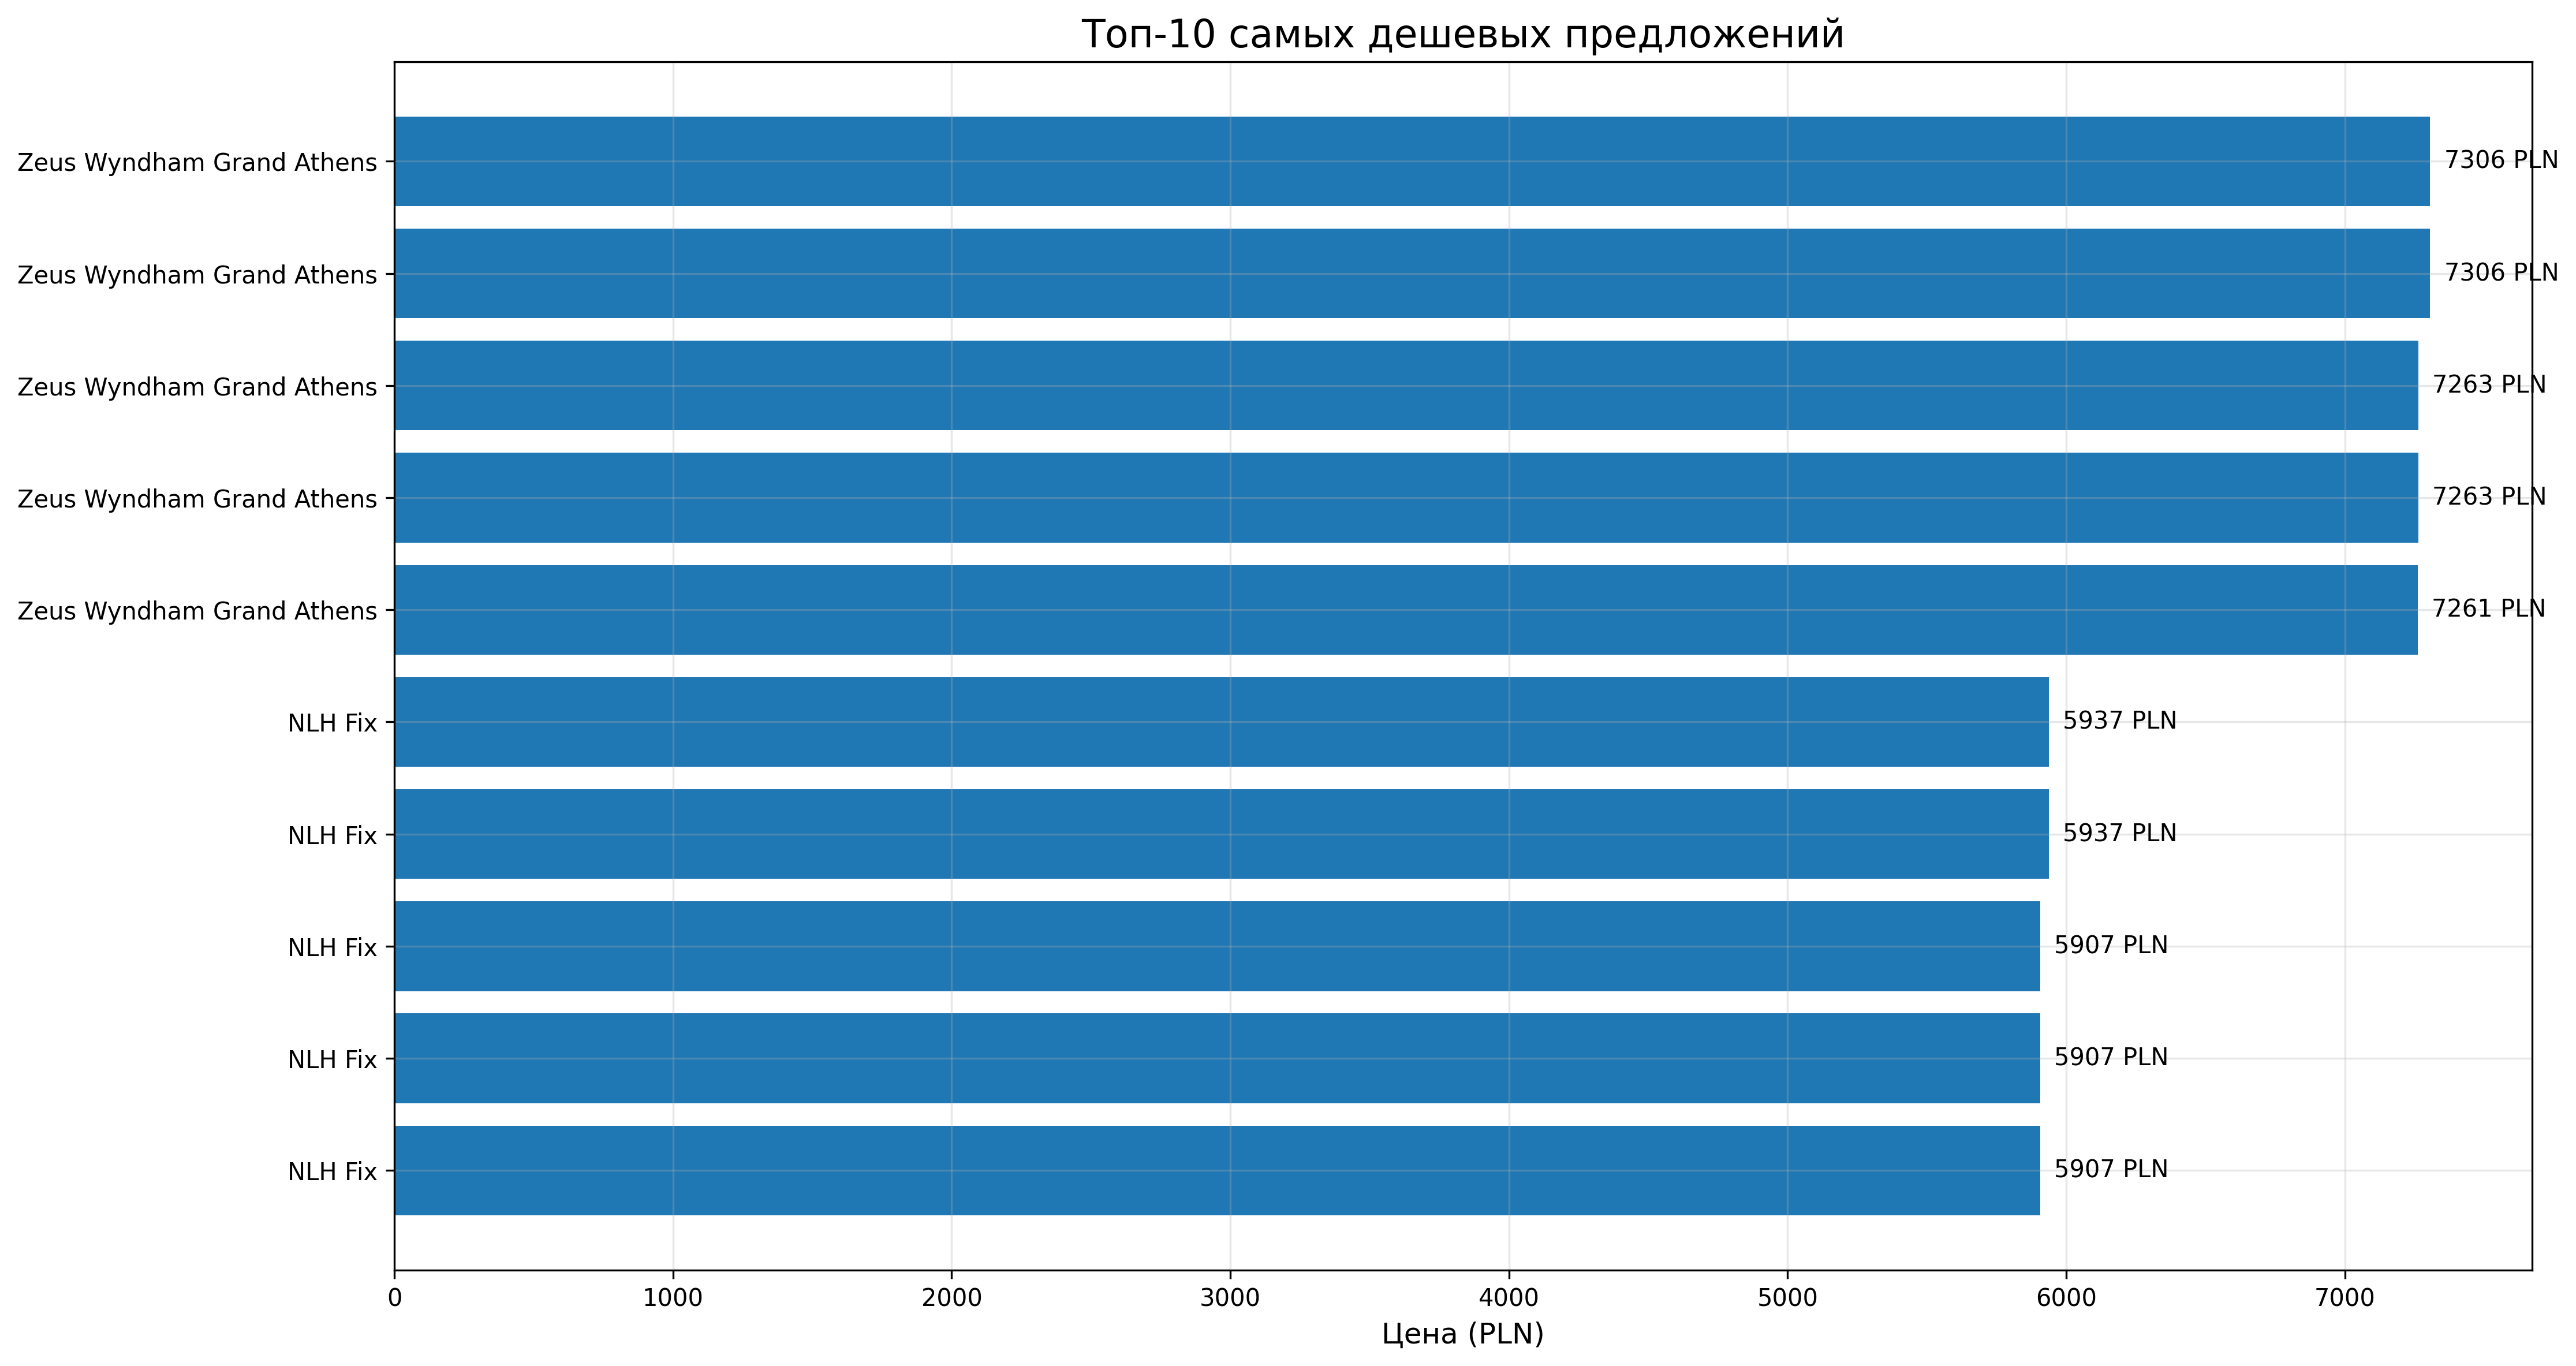 Топ-10 самых дешевых предложений
Zeus Wyndham Grand Athens
7306 PLN
Zeus Wyndham Grand Athens
7306 PLN
Zeus Wyndham Grand Athens
7263 PLN
Zeus Wyndham Grand Athens
7263 PLN
Zeus Wyndham Grand Athens
7261 PLN
NLH Fix
5937 PLN
NLH Fix
5937 PLN
NLH Fix
5907 PLN
NLH Fix
5907 PLN
NLH Fix
5907 PLN
0 1000 2000 3000 4000 5000 6000 7000
Цена (PLN)